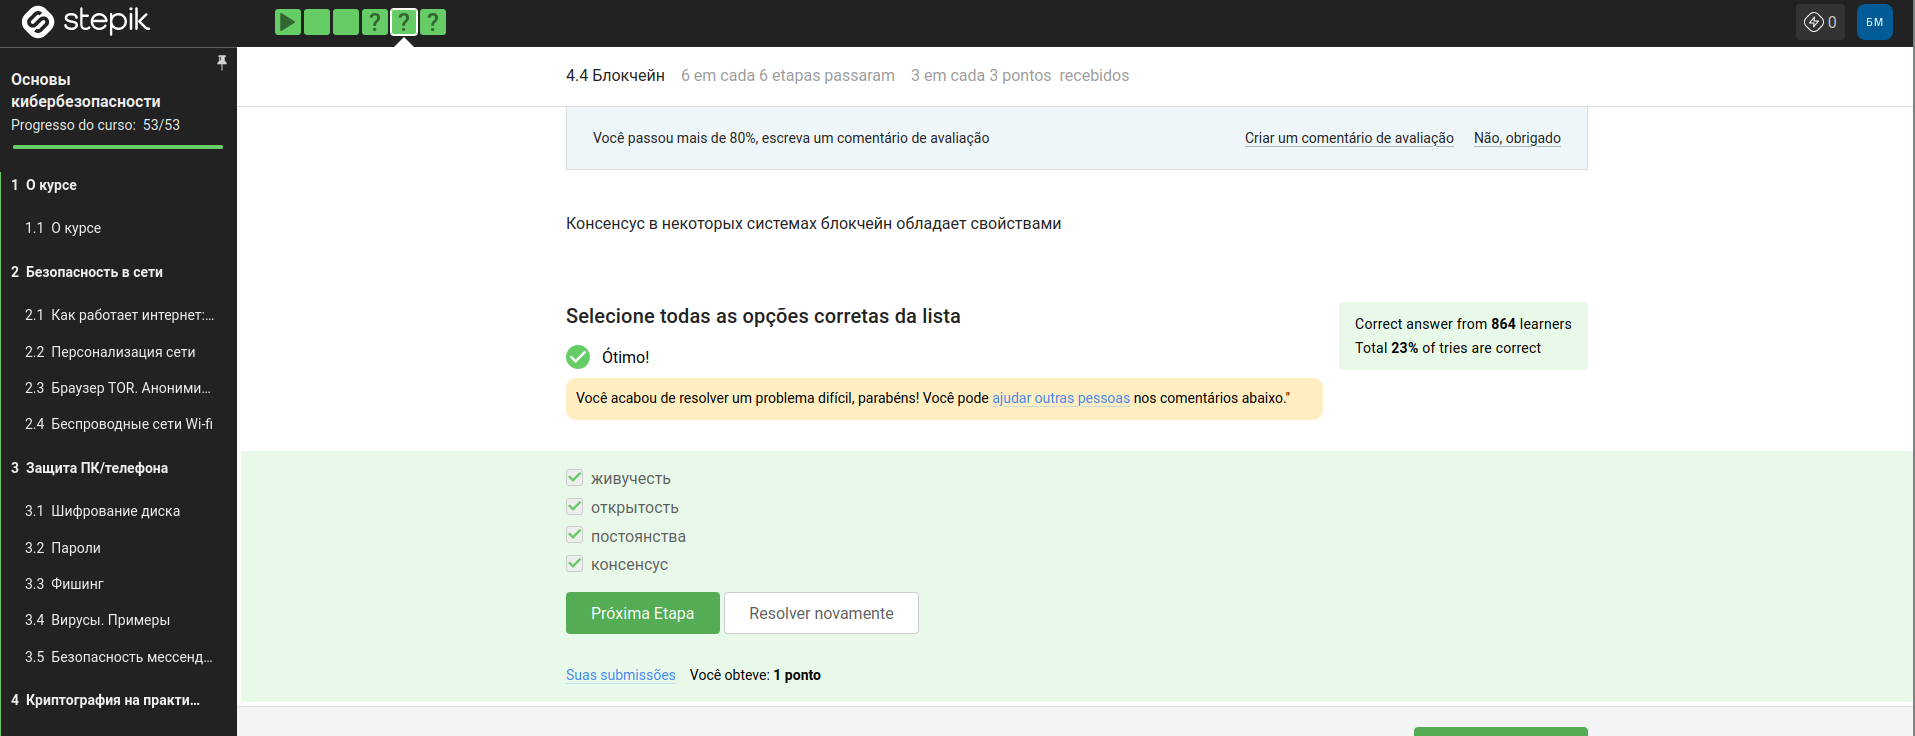 stepik
? ? ?
0
БМ
Основы
кибербезопасности
Progresso do curso: 53/53
1 О курсе
1.1 О курсе
2 Безопасность в сети
2.1 Как работает интернет:...
2.2 Персонализация сети
2.3 Браузер TOR. Аноними...
2.4 Беспроводные сети Wi-fi
3 Защита ПК/телефона
3.1 Шифрование диска
3.2 Пароли
3.3 Фишинг
3.4 Вирусы. Примеры
3.5 Безопасность мессенд...
4 Криптография на практи...
4.4 Блокчейн 6 em cada 6 etapas passaram 3 em cada 3 pontos recebidos
Você passou mais de 80%, escreva um comentário de avaliação Criar um comentário de avaliação Não, obrigado
Консенсус в некоторых системах блокчейн обладает свойствами
Selecione todas as opções corretas da lista
Ótimo!
Você acabou de resolver um problema difícil, parabéns! Você pode ajudar outras pessoas nos comentários abaixo."
Correct answer from 864 learners
Total 23% of tries are correct
живучесть
открытость
постоянства
консенсус
Próxima Etapa Resolver novamente
Suas submissões Você obteve: 1 ponto